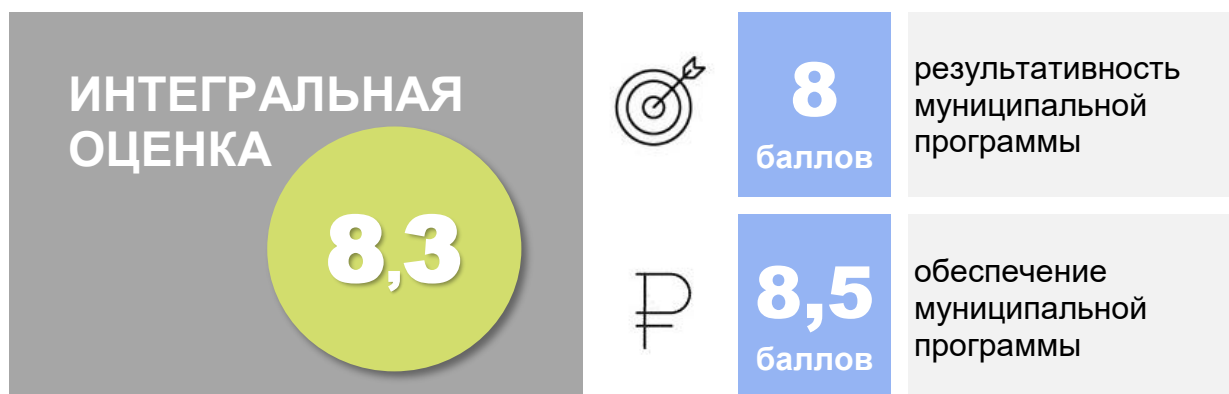 ИНТЕГРАЛЬНАЯ
ОЦЕНКА
8,3
8
баллов
результативность
муниципальной
программы
8,5
баллов
обеспечение
муниципальной
программы